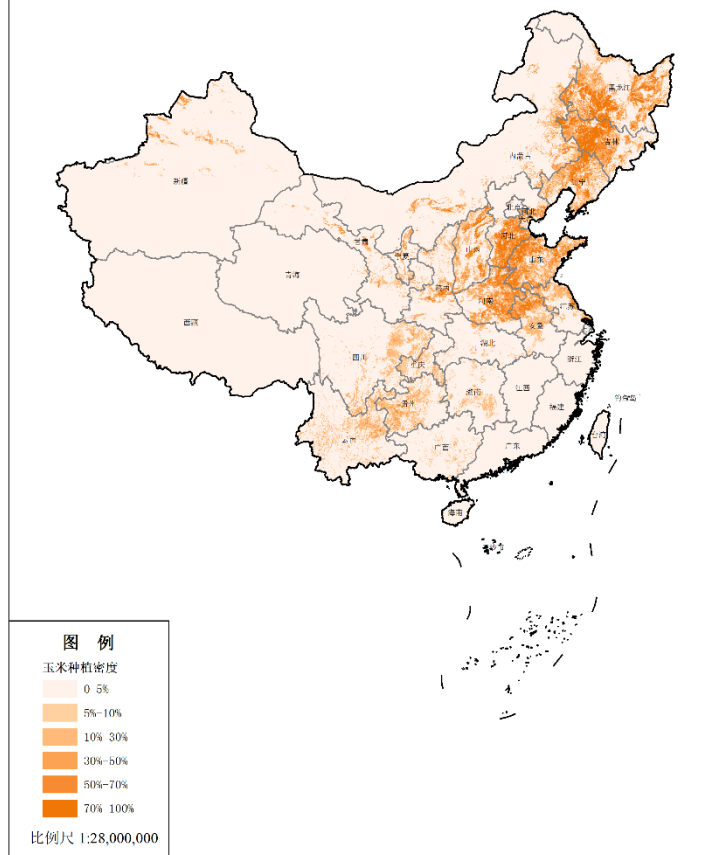 黑龙江
吉林
内蒙古
辽宁
新疆
北京
河北
甘肃
宁夏
山西
山东
青海
陕西
河南
江苏
西藏
安徽
四川
重庆
湖北
浙江
湖南
江西
贵州
福建
钓鱼岛
云南
广西
广东
台湾
海南
图 例
玉米种植密度
0 5%
5%-10%
10% 30%
30%-50%
50%-70%
70% 100%
比例尺 1:28,000,000